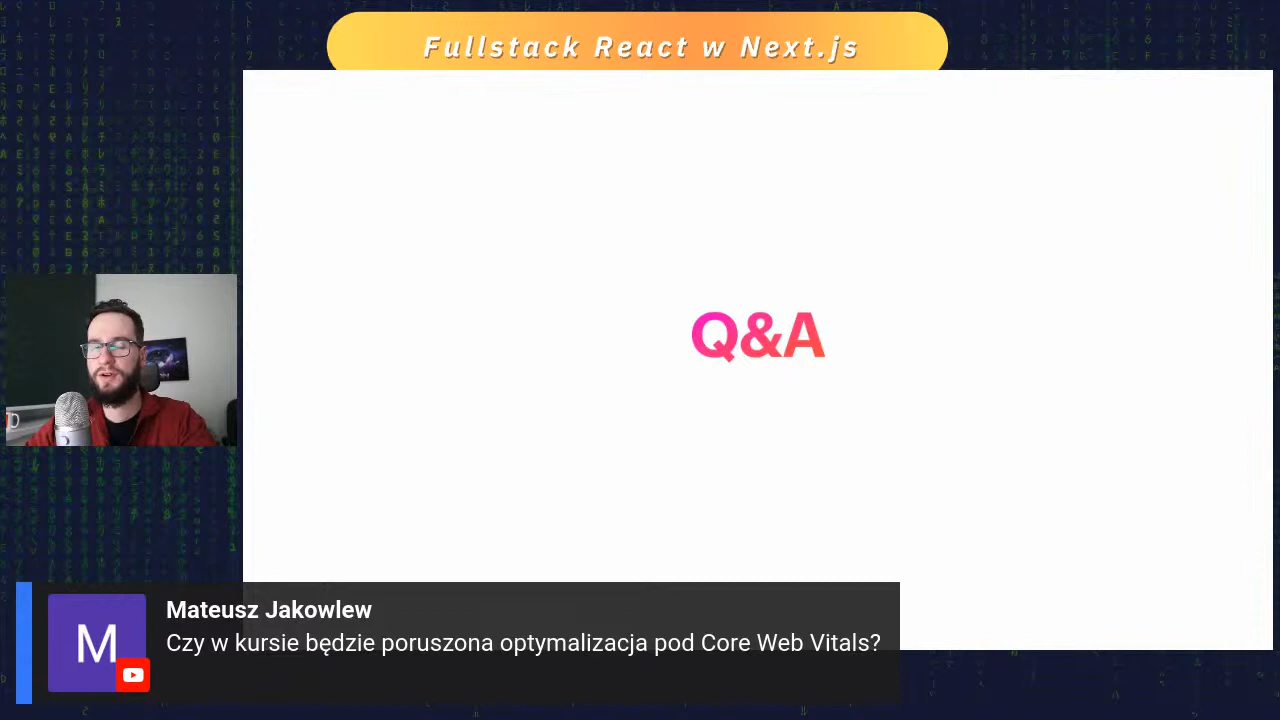 Fullstack React w Next.js
Q&A
M
Mateusz Jakowlew
Czy w kursie będzie poruszona optymalizacja pod Core Web Vitals?